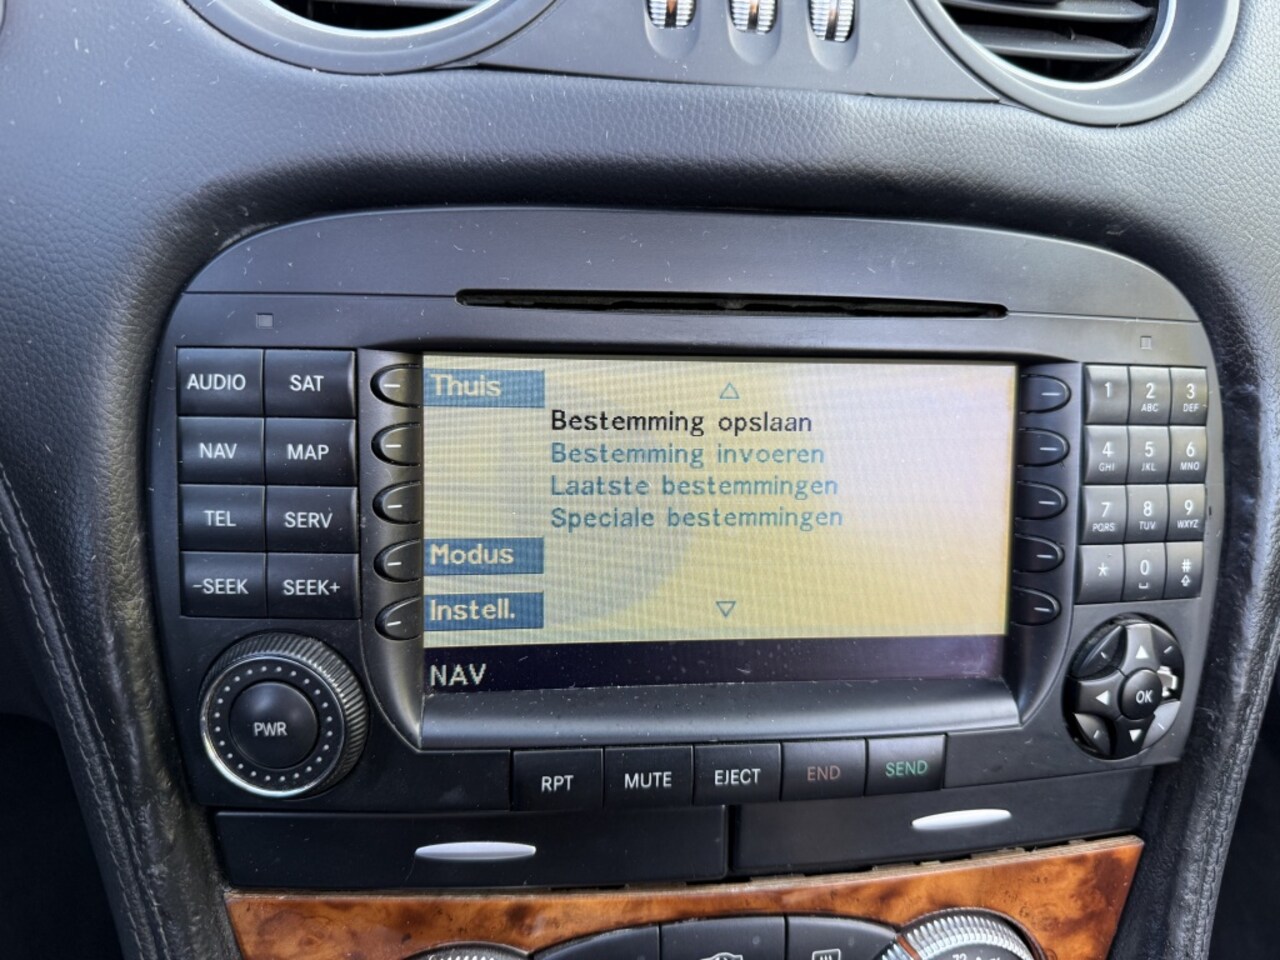 AUDIO SAT
NAV MAP
TEL SERV
-SEEK SEEK+
PWR
Thuis
Bestemming opslaan
Bestemming invoeren
Laatste bestemmingen
Speciale bestemmingen
Modus
Instell.
NAV
1 2 ABC 3 DEF
4 GHI 5 JKL 6 MNO
7 PQRS 8 TUV 9 WXYZ
* 0 #
OK
RPT MUTE EJECT END SEND